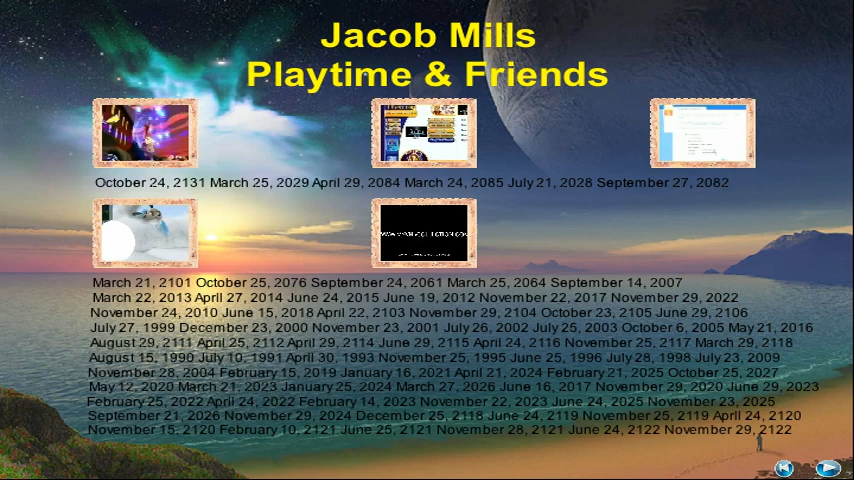 Jacob Mills
Playtime & Friends
October 24, 2131 March 25, 2029 April 29, 2084 March 24, 2085 July 21, 2028 September 27, 2082
March 21, 2101 October 25, 2076 September 24, 2061 March 25, 2064 September 14, 2007
March 22, 2013 April 27, 2014 June 24, 2015 June 19, 2012 November 22, 2017 November 29, 2022
November 24, 2010 June 15, 2018 April 22, 2103 November 29, 2104 October 23, 2105 June 29, 2106
July 27, 1999 December 23, 2000 November 23, 2001 July 26, 2002 July 25, 2003 October 6, 2005 May 21, 2016
August 29, 2111 April 25, 2112 April 29, 2114 June 29, 2115 April 24, 2116 November 25, 2117 March 29, 2118
August 15, 1990 July 10, 1991 April 30, 1993 November 25, 1995 June 25, 1996 July 28, 1998 July 23, 2009
November 28, 2004 February 15, 2019 January 16, 2021 April 21, 2024 February 21, 2025 October 25, 2027
May 12, 2020 March 21, 2023 January 25, 2024 March 27, 2026 June 16, 2017 November 29, 2020 June 29, 2023
February 25, 2022 April 24, 2022 February 14, 2023 November 22, 2023 June 24, 2025 November 23, 2025
September 21, 2026 November 29, 2024 December 25, 2118 June 24, 2119 November 25, 2119 April 24, 2120
November 15, 2120 February 10, 2121 June 25, 2121 November 28, 2121 June 24, 2122 November 29, 2122